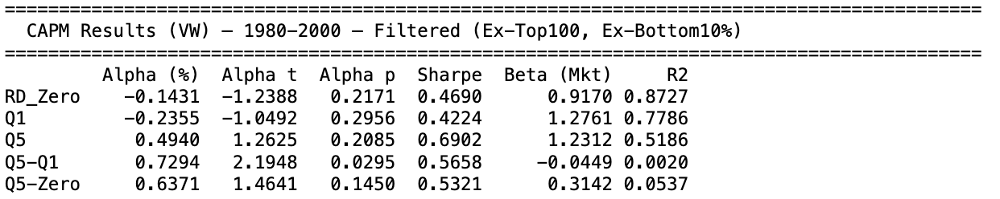 ==========================================================================================
CAPM Results (VW) — 1980–2000 — Filtered (Ex-Top100, Ex-Bottom10%)
==========================================================================================
Alpha (%) Alpha t Alpha p Sharpe Beta (Mkt) R2
RD_Zero -0.1431 -1.2388 0.2171 0.4690 0.9170 0.8727
Q1 -0.2355 -1.0492 0.2956 0.4224 1.2761 0.7786
Q5 0.4940 1.2625 0.2085 0.6902 1.2312 0.5186
Q5-Q1 0.7294 2.1948 0.0295 0.5658 -0.0449 0.0020
Q5-Zero 0.6371 1.4641 0.1450 0.5321 0.3142 0.0537